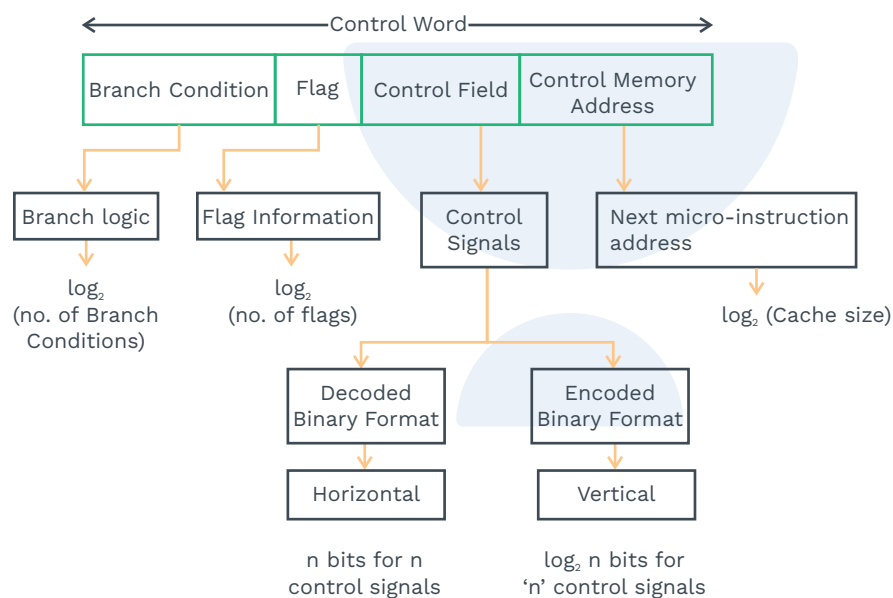 Control Word
Branch Condition
Flag
Control Field
Control Memory
Address
Branch logic
Flag Information
Control
Signals
Next micro-instruction
address
log₂
(no. of Branch
Conditions)
log₂
(no. of flags)
log₂ (Cache size)
Decoded
Binary Format
Encoded
Binary Format
Horizontal
Vertical
n bits for n
control signals
log₂ n bits for
‘n’ control signals